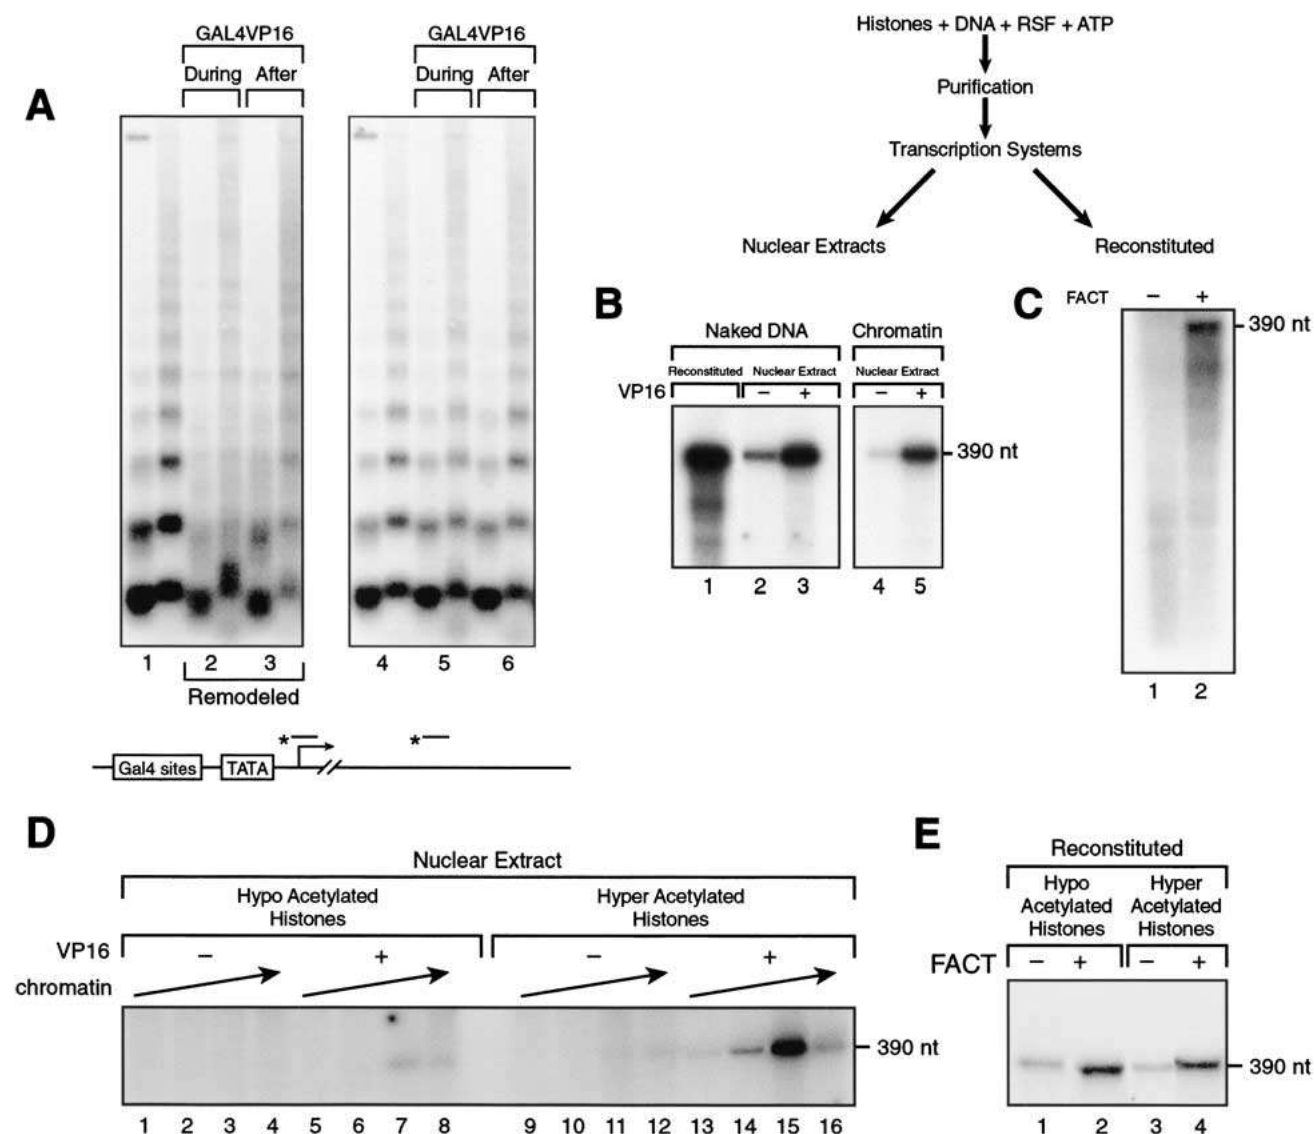 A
GAL4VP16
During After
GAL4VP16
During After
1 2 3
Remodeled
4 5 6
* *
Gal4 sites TATA
Histones + DNA + RSF + ATP
Purification
Transcription Systems
Nuclear Extracts Reconstituted
B
Naked DNA Chromatin
Reconstituted Nuclear Extract Nuclear Extract
VP16 − + − +
390 nt
1 2 3 4 5
C
FACT − +
390 nt
1 2
D
Nuclear Extract
Hypo Acetylated
Histones
Hyper Acetylated
Histones
VP16 − + − +
chromatin
390 nt
1 2 3 4 5 6 7 8 9 10 11 12 13 14 15 16
E
Reconstituted
Hypo
Acetylated
Histones
Hyper
Acetylated
Histones
FACT − + − +
390 nt
1 2 3 4